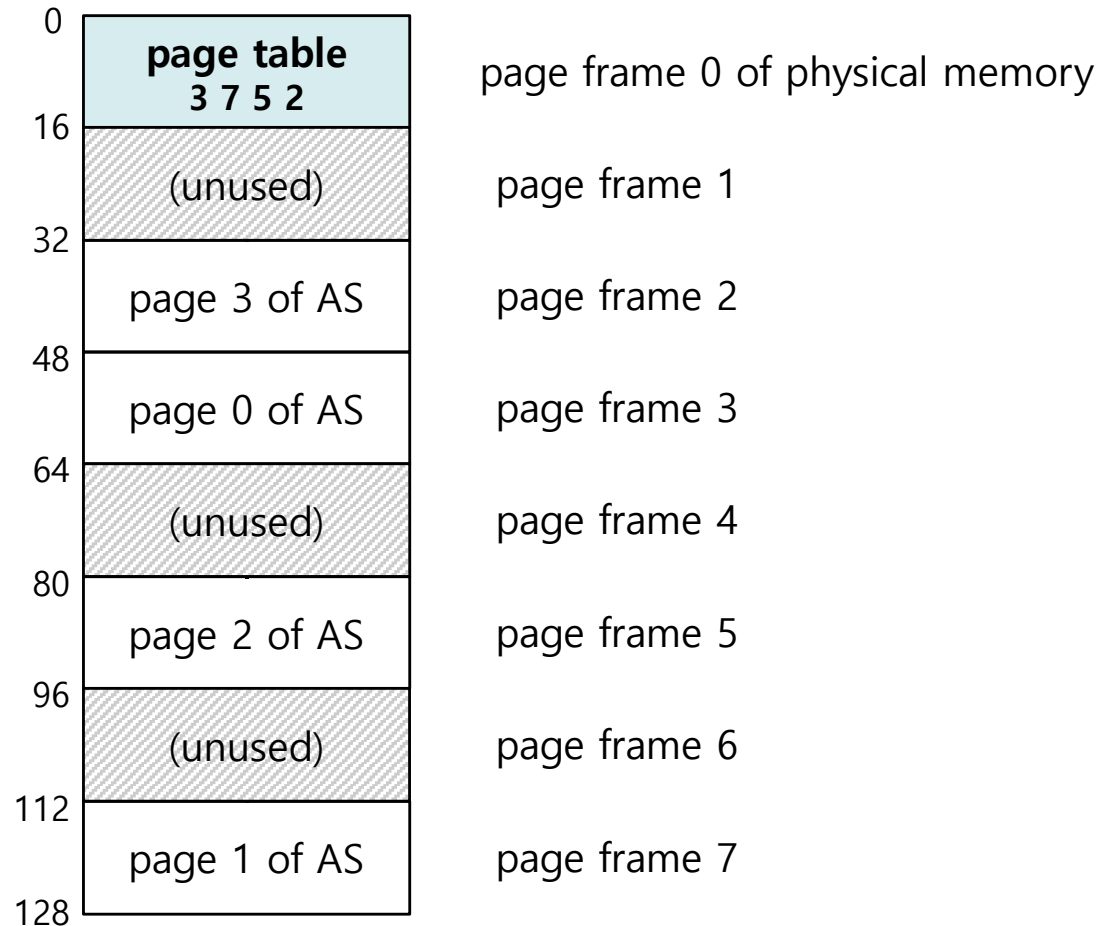 0
page table
3 7 5 2
page frame 0 of physical memory
16
(unused)
page frame 1
32
page 3 of AS
page frame 2
48
page 0 of AS
page frame 3
64
(unused)
page frame 4
80
page 2 of AS
page frame 5
96
(unused)
page frame 6
112
page 1 of AS
page frame 7
128